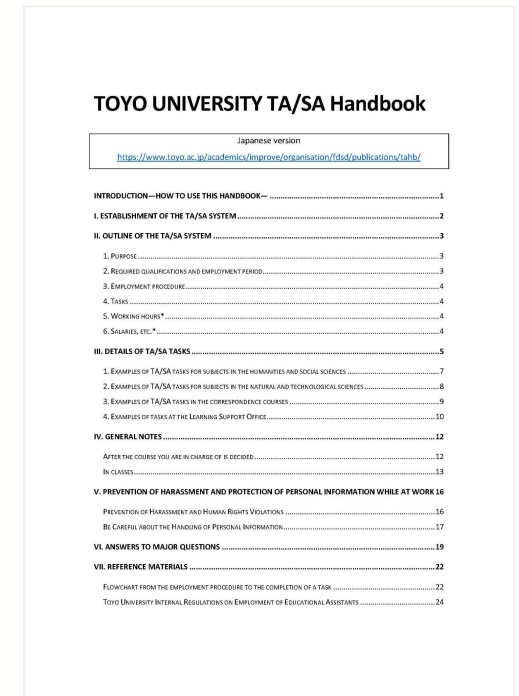 TOYO UNIVERSITY TA/SA Handbook
Japanese version
https://www.toyo.ac.jp/academics/improve/organisation/fdsd/publications/tahb/
INTRODUCTION—HOW TO USE THIS HANDBOOK— ........................................1
I. ESTABLISHMENT OF THE TA/SA SYSTEM ........................................2
II. OUTLINE OF THE TA/SA SYSTEM ........................................3
1. PURPOSE ........................................3
2. REQUIRED QUALIFICATIONS AND EMPLOYMENT PERIOD ........................................3
3. EMPLOYMENT PROCEDURE ........................................4
4. TASKS ........................................4
5. WORKING HOURS* ........................................4
6. SALARIES, ETC.* ........................................4
III. DETAILS OF TA/SA TASKS ........................................5
1. EXAMPLES OF TA/SA TASKS FOR SUBJECTS IN THE HUMANITIES AND SOCIAL SCIENCES ........................................7
2. EXAMPLES OF TA/SA TASKS FOR SUBJECTS IN THE NATURAL AND TECHNOLOGICAL SCIENCES ........................................8
3. EXAMPLES OF TA/SA TASKS IN THE CORRESPONDENCE COURSES ........................................9
4. EXAMPLES OF TASKS AT THE LEARNING SUPPORT OFFICE ........................................10
IV. GENERAL NOTES ........................................12
AFTER THE COURSE YOU ARE IN CHARGE OF IS DECIDED ........................................12
IN CLASSES ........................................13
V. PREVENTION OF HARASSMENT AND PROTECTION OF PERSONAL INFORMATION WHILE AT WORK 16
PREVENTION OF HARASSMENT AND HUMAN RIGHTS VIOLATIONS ........................................16
BE CAREFUL ABOUT THE HANDLING OF PERSONAL INFORMATION ........................................17
VI. ANSWERS TO MAJOR QUESTIONS ........................................19
VII. REFERENCE MATERIALS ........................................22
FLOWCHART FROM THE EMPLOYMENT PROCEDURE TO THE COMPLETION OF A TASK ........................................22
TOYO UNIVERSITY INTERNAL REGULATIONS ON EMPLOYMENT OF EDUCATIONAL ASSISTANTS ........................................24